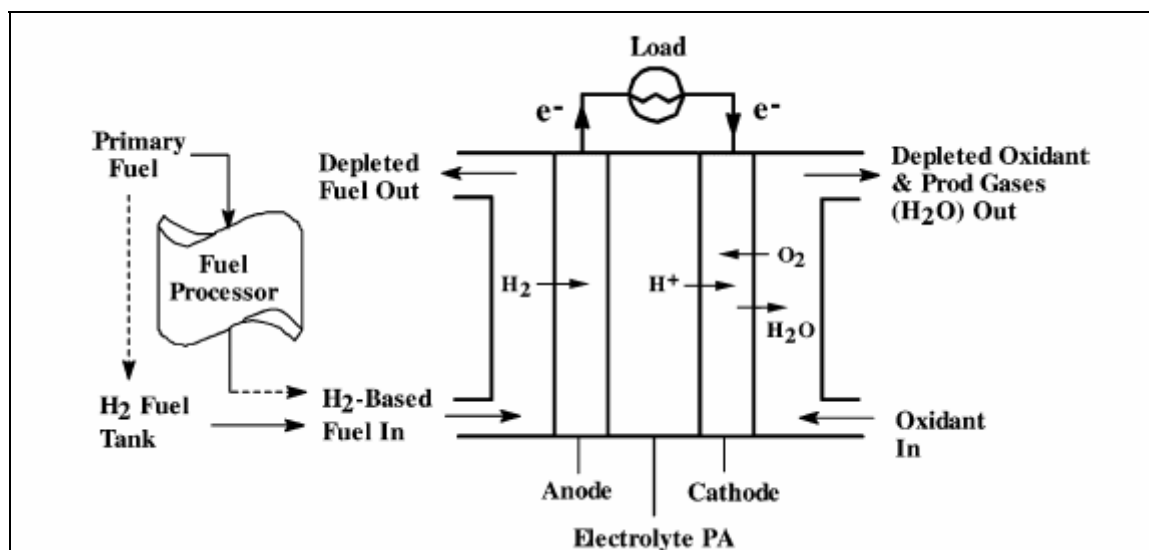 Load
e-
e-
Primary
Fuel
Depleted
Fuel Out
Depleted Oxidant
& Prod Gases
(H2O) Out
Fuel
Processor
H2
H+
O2
H2O
H2 Fuel
Tank
H2-Based
Fuel In
Oxidant
In
Anode
Cathode
Electrolyte PA